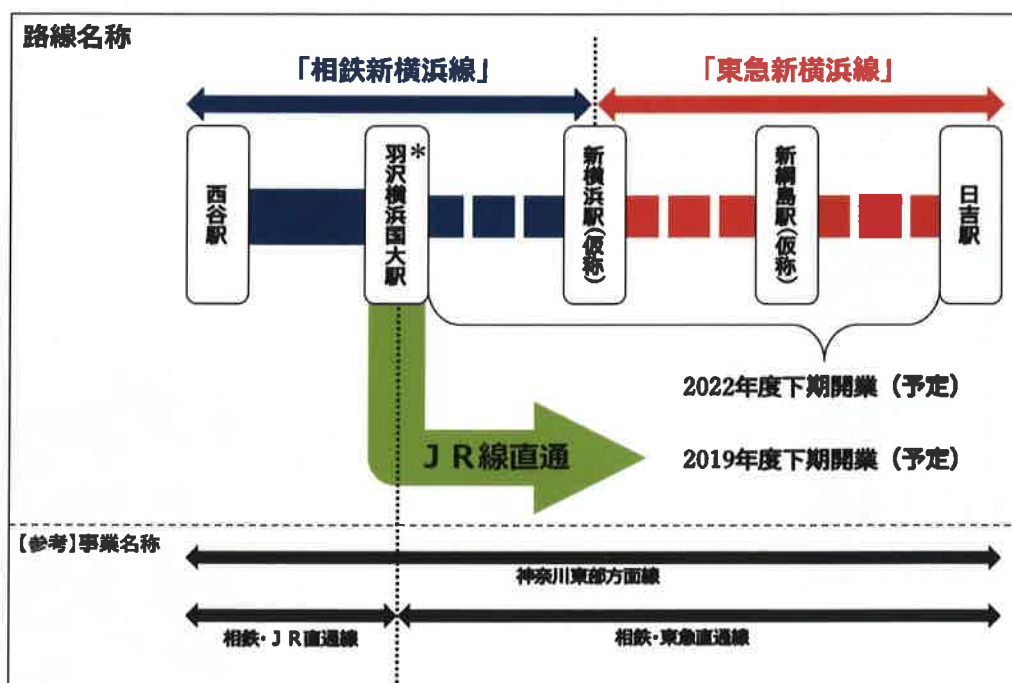 路線名称
「相鉄新横浜線」
「東急新横浜線」
西谷駅
羽沢横浜国大駅*
新横浜駅(仮称)
新綱島駅(仮称)
日吉駅
2022年度下期開業（予定）
JR線直通
2019年度下期開業（予定）
【参考】事業名称
神奈川東部方面線
相鉄・JR直通線
相鉄・東急直通線